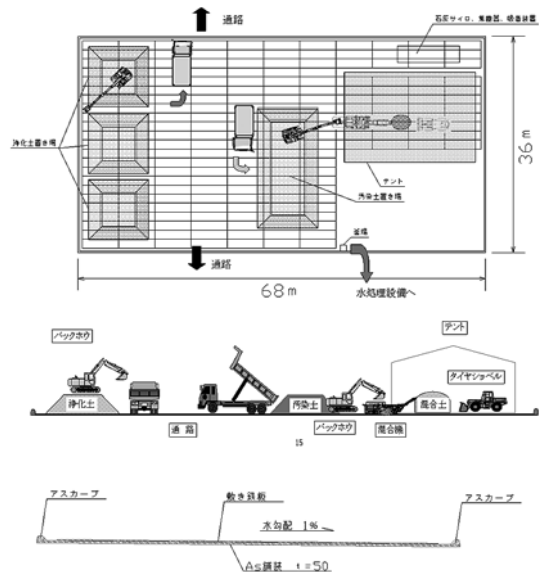 通路
石灰サイロ、集塵器、吸着装置
浄化土置き場
36m
テント
汚染土置き場
釜場
通路
68m
水処理設備へ
テント
バックホウ
タイヤショベル
浄化土
汚染土
混合土
通路
バックホウ
混合機
15
アスカーブ
敷き鉄板
アスカーブ
水勾配 1%
As舗装 t=50